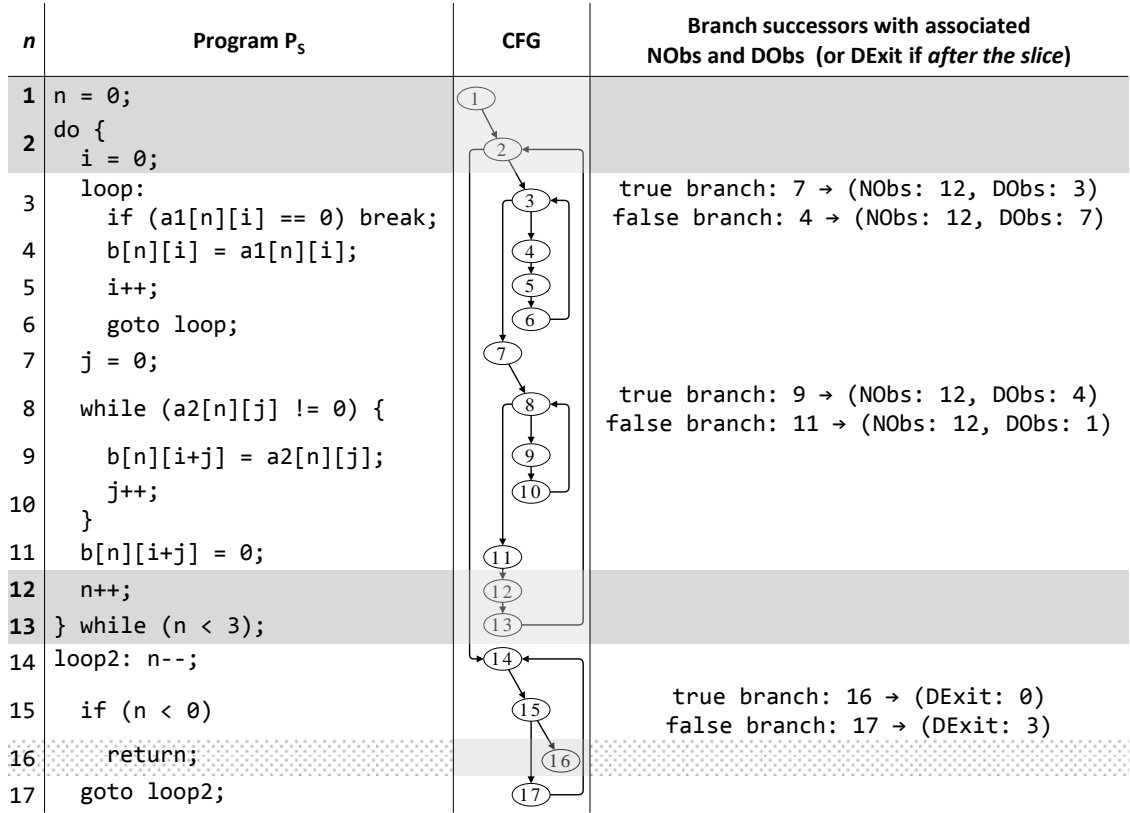 n Program PS CFG Branch successors with associated
NObs and DObs (or DExit if after the slice)
1 n = 0; 1
2 do {
i = 0; 2
3 loop:
if (a1[n][i] == 0) break; 3
true branch: 7 → (NObs: 12, DObs: 3)
false branch: 4 → (NObs: 12, DObs: 7)
4 b[n][i] = a1[n][i]; 4
5 i++; 5
6 goto loop; 6
7 j = 0; 7
8 while (a2[n][j] != 0) { 8
true branch: 9 → (NObs: 12, DObs: 4)
false branch: 11 → (NObs: 12, DObs: 1)
9 b[n][i+j] = a2[n][j]; 9
10 j++;
} 10
11 b[n][i+j] = 0; 11
12 n++; 12
13 } while (n < 3); 13
14 loop2: n--; 14
15 if (n < 0) 15
true branch: 16 → (DExit: 0)
false branch: 17 → (DExit: 3)
16 return; 16
17 goto loop2; 17